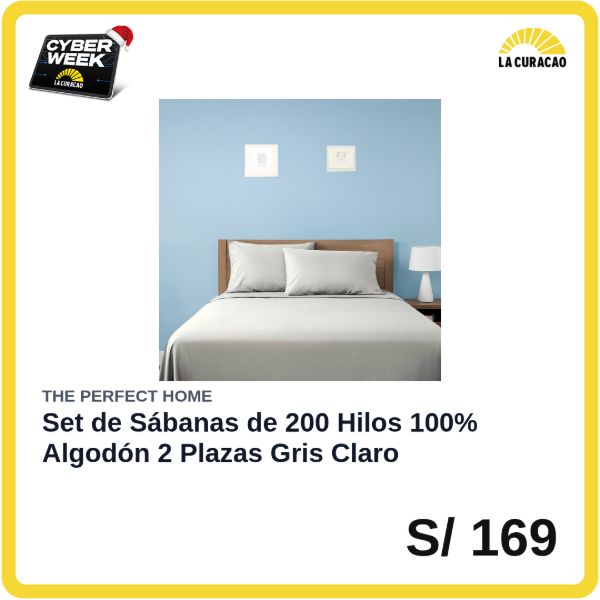 CYBER
WEEK
LA CURACAO
LA CURACAO
THE PERFECT HOME
Set de Sábanas de 200 Hilos 100%
Algodón 2 Plazas Gris Claro
S/ 169